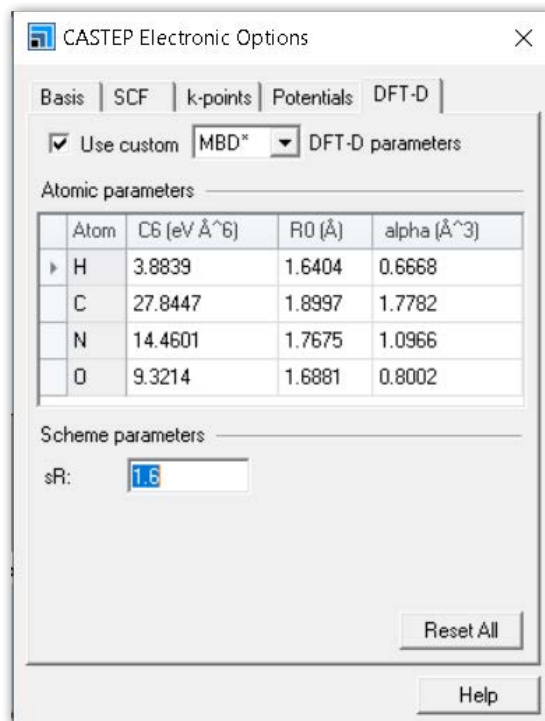 CASTEP Electronic Options
Basis SCF k-points Potentials DFT-D
Use custom MBD* DFT-D parameters
Atomic parameters
Atom C6 (eV Å^6) R0 (Å) alpha (Å^3)
H 3.8839 1.6404 0.6668
C 27.8447 1.8997 1.7782
N 14.4601 1.7675 1.0966
O 9.3214 1.6881 0.8002
Scheme parameters
sR: 1.6
Reset All
Help